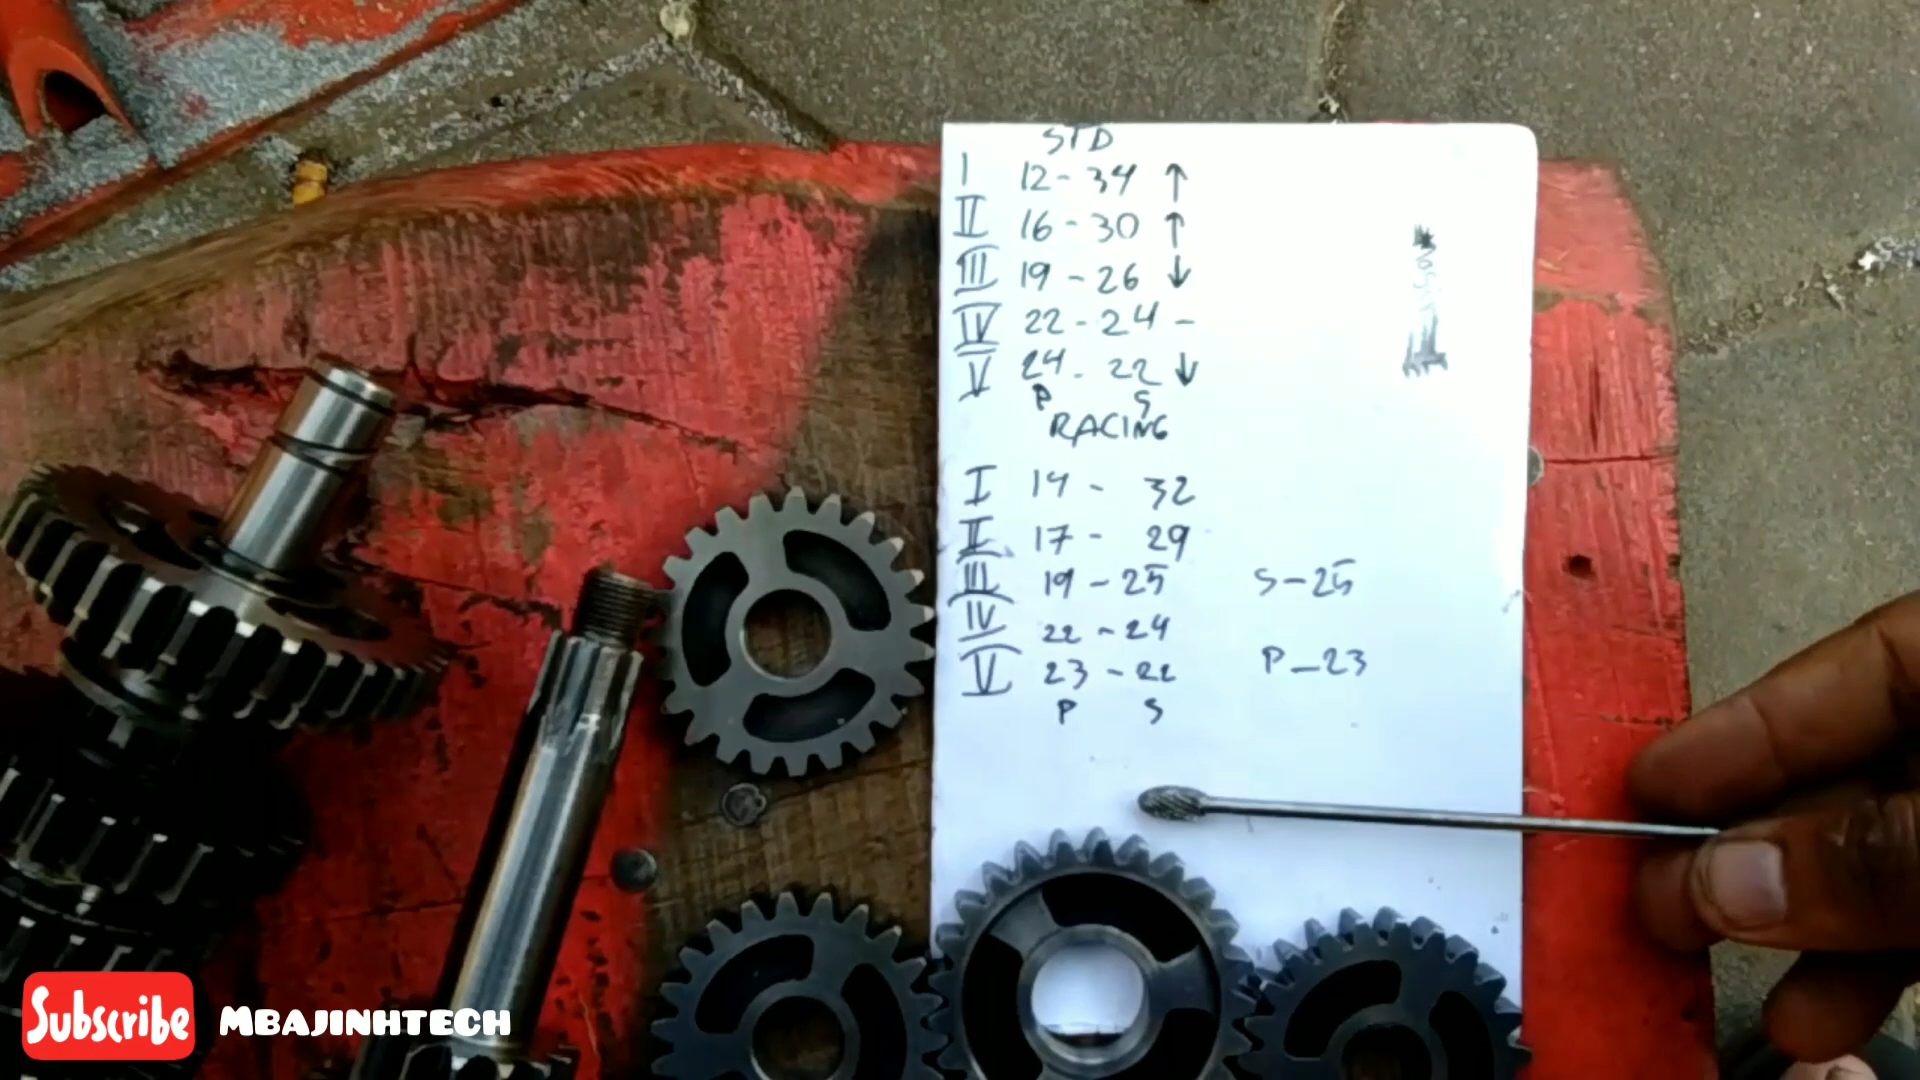 STD
I 12 - 34 ↑
II 16 - 30 ↑
III 19 - 26 ↓
IV 22 - 24 -
V 24 - 22 ↓
P S
RACING
I 14 - 32
II 17 - 29
III 19 - 25 S - 25
IV 22 - 24
V 23 - 22 P - 23
P S
Subscribe MBAJINHTECH